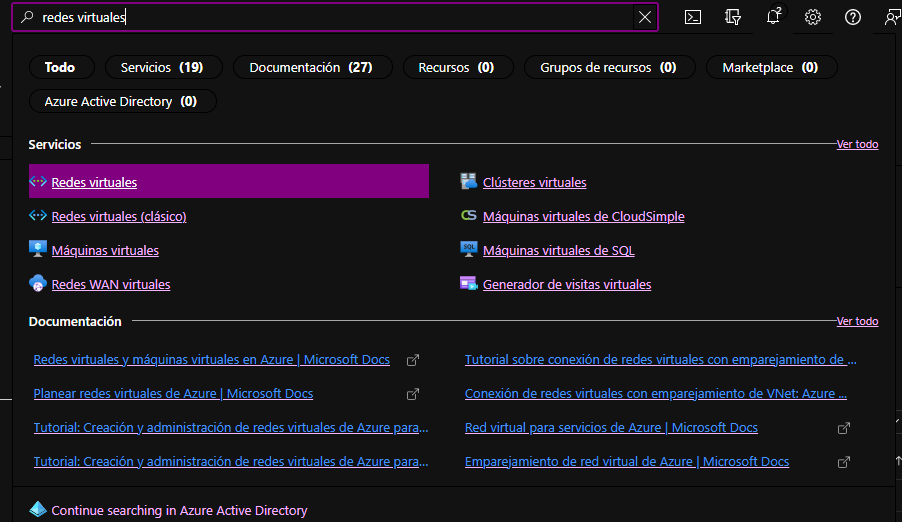 redes virtuales
2
Todo
Servicios (19)
Documentación (27)
Recursos (0)
Grupos de recursos (0)
Marketplace (0)
Azure Active Directory (0)
Servicios
Ver todo
Redes virtuales
Clústeres virtuales
Redes virtuales (clásico)
CS Máquinas virtuales de CloudSimple
Máquinas virtuales
SQL Máquinas virtuales de SQL
Redes WAN virtuales
Generador de visitas virtuales
Documentación
Ver todo
Redes virtuales y máquinas virtuales en Azure | Microsoft Docs
Tutorial sobre conexión de redes virtuales con emparejamiento de ...
Planear redes virtuales de Azure | Microsoft Docs
Conexión de redes virtuales con emparejamiento de VNet: Azure ...
Tutorial: Creación y administración de redes virtuales de Azure para...
Red virtual para servicios de Azure | Microsoft Docs
Tutorial: Creación y administración de redes virtuales de Azure para...
Emparejamiento de red virtual de Azure | Microsoft Docs
Continue searching in Azure Active Directory